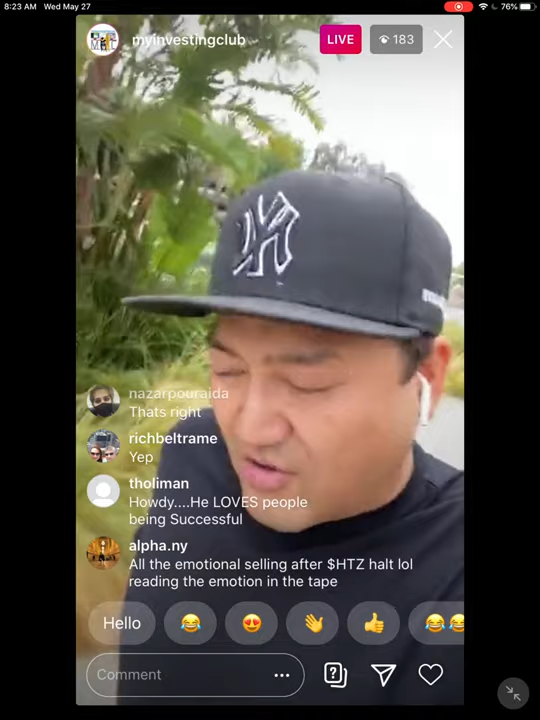 8:23 AM Wed May 27
76%
myinvestingclub
LIVE
183
nazarpouraida
Thats right
richbeltrame
Yep
tholiman
Howdy....He LOVES people
being Successful
alpha.ny
All the emotional selling after $HTZ halt lol
reading the emotion in the tape
Hello
Comment